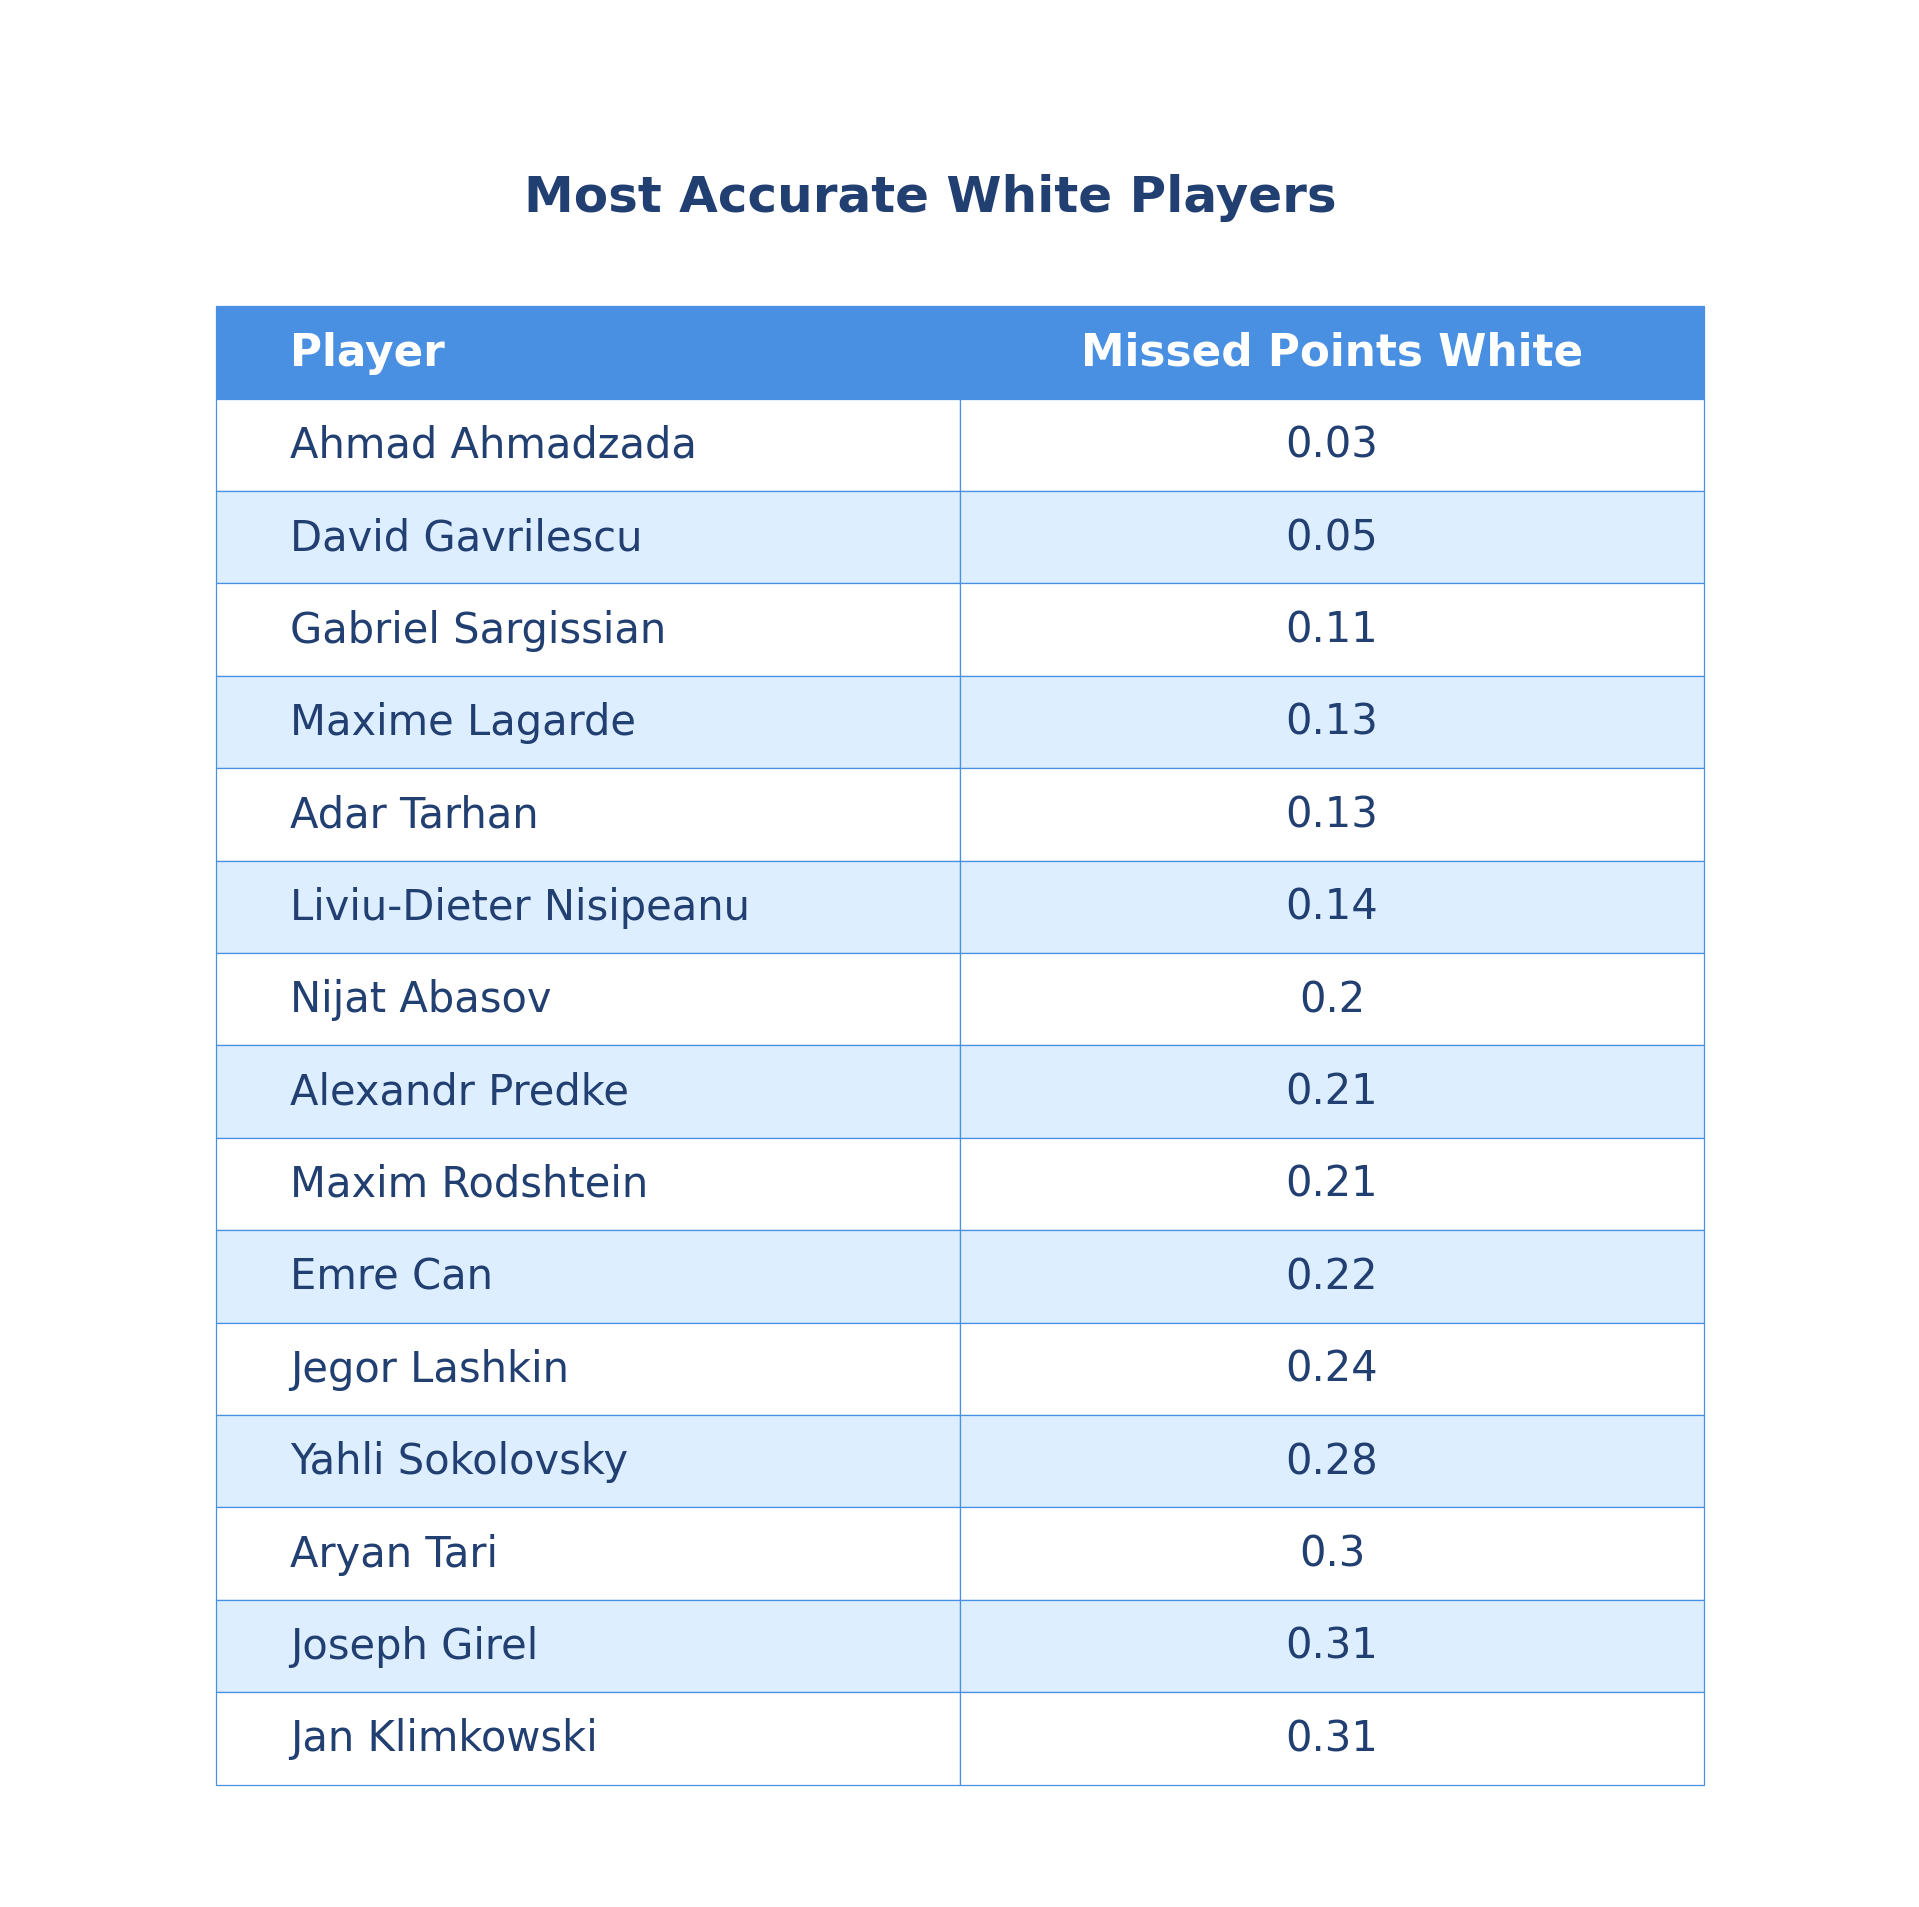 Most Accurate White Players
Player Missed Points White
Ahmad Ahmadzada 0.03
David Gavrilescu 0.05
Gabriel Sargissian 0.11
Maxime Lagarde 0.13
Adar Tarhan 0.13
Liviu-Dieter Nisipeanu 0.14
Nijat Abasov 0.2
Alexandr Predke 0.21
Maxim Rodshtein 0.21
Emre Can 0.22
Jegor Lashkin 0.24
Yahli Sokolovsky 0.28
Aryan Tari 0.3
Joseph Girel 0.31
Jan Klimkowski 0.31